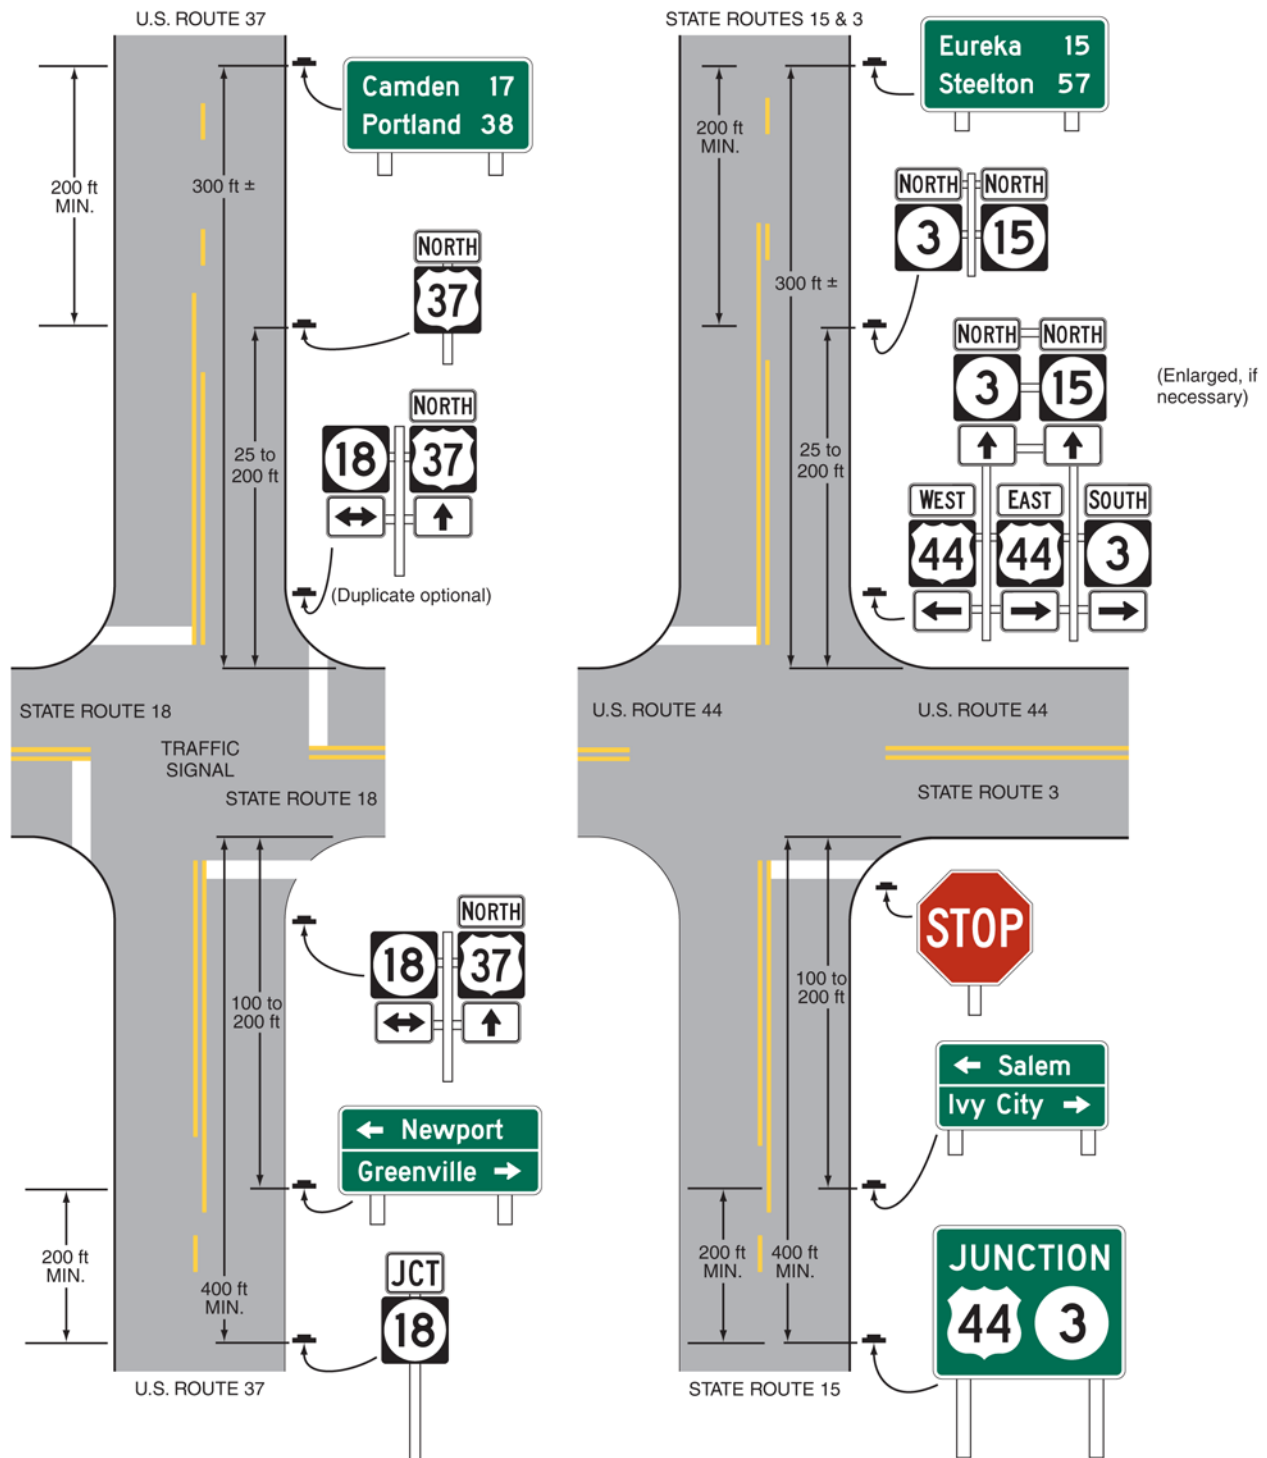 U.S. ROUTE 37
Camden 17
Portland 38
200 ft
MIN.
300 ft ±
NORTH
37
NORTH
18 37
25 to
200 ft
(Duplicate optional)
STATE ROUTE 18
TRAFFIC
SIGNAL
STATE ROUTE 18
NORTH
18 37
100 to
200 ft
← Newport
Greenville →
200 ft
MIN.
400 ft
MIN.
JCT
18
U.S. ROUTE 37
STATE ROUTES 15 & 3
Eureka 15
Steelton 57
200 ft
MIN.
NORTH NORTH
3 15
300 ft ±
NORTH NORTH
3 15
(Enlarged, if
necessary)
25 to
200 ft
WEST EAST SOUTH
44 44 3
U.S. ROUTE 44
U.S. ROUTE 44
STATE ROUTE 3
STOP
100 to
200 ft
← Salem
Ivy City →
200 ft
MIN.
400 ft
MIN.
JUNCTION
44 3
STATE ROUTE 15